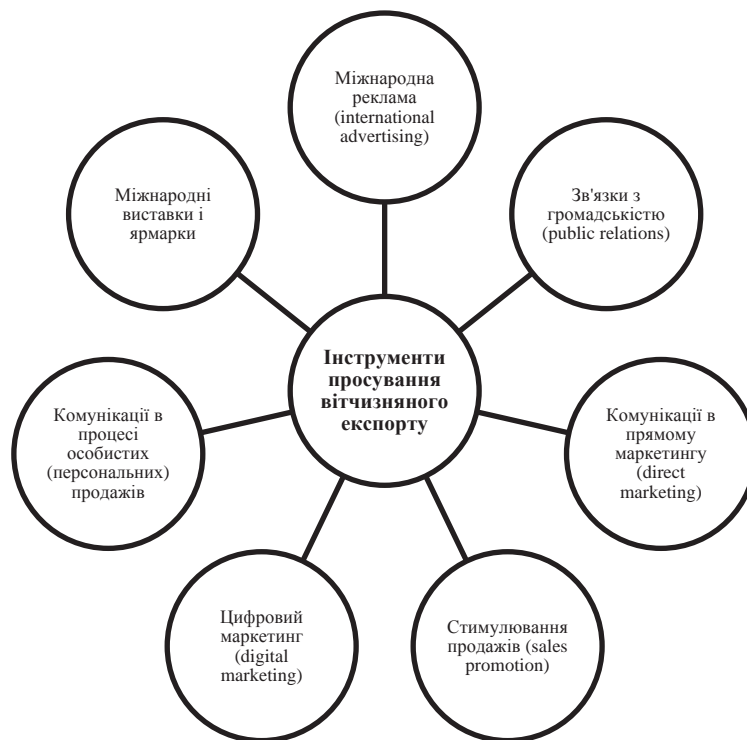 Міжнародна
реклама
(international
advertising)
Зв'язки з
громадськістю
(public relations)
Комунікації в
прямому
маркетингу
(direct
marketing)
Стимулювання
продажів (sales
promotion)
Цифровий
маркетинг
(digital
marketing)
Комунікації в
процесі
особистих
(персональних)
продажів
Міжнародні
виставки і
ярмарки
Інструменти
просування
вітчизняного
експорту